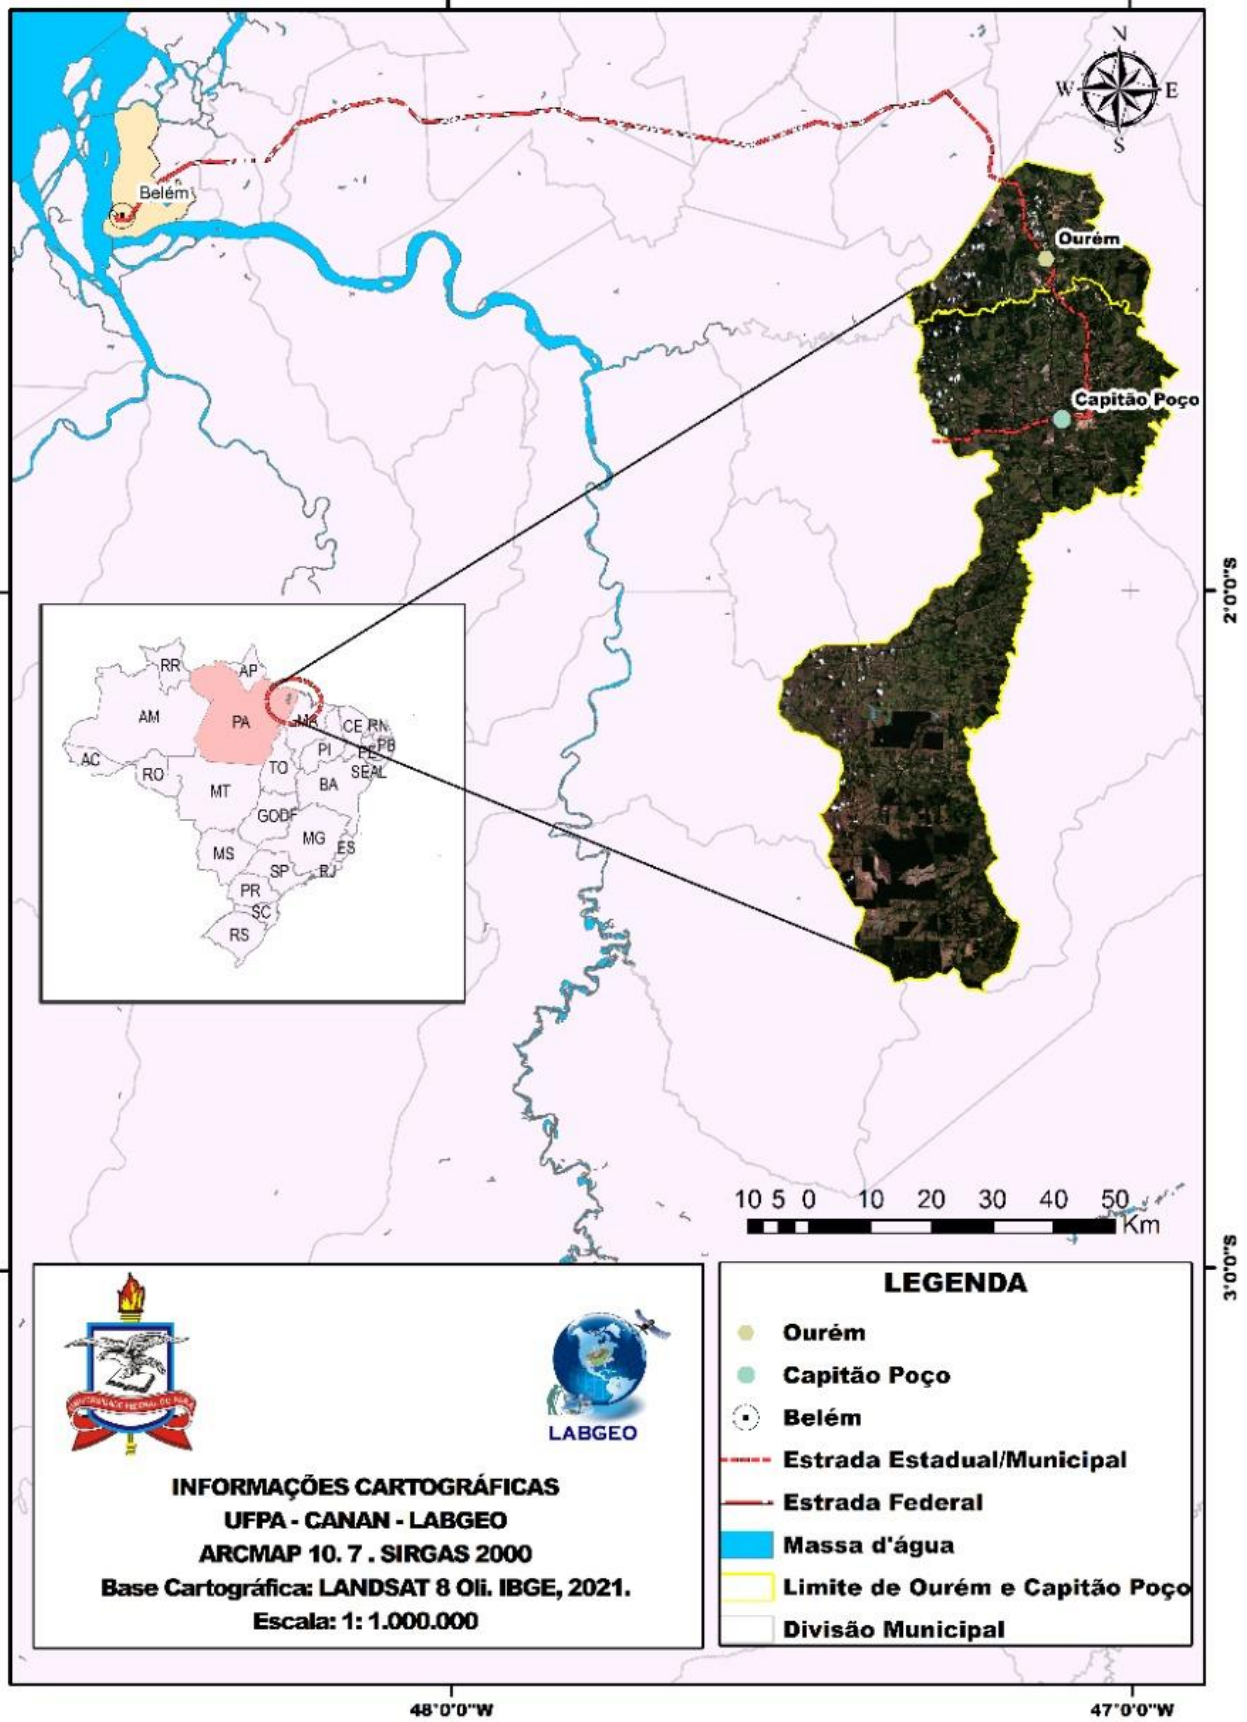 N
W E
S
Belém
Ourém
Capitão Poço
2°0'0"S
RR
AP
AM
PA
MA
CE
RN
PB
PI
PE
AC
TO
SE
AL
RO
MT
BA
GO
DF
MG
ES
MS
SP
RJ
PR
SC
RS
10 5 0 10 20 30 40 50
Km
3°0'0"S
LEGENDA
Ourém
Capitão Poço
Belém
Estrada Estadual/Municipal
Estrada Federal
Massa d'água
Limite de Ourém e Capitão Poço
Divisão Municipal
UNIVERSIDADE FEDERAL DO PARÁ
LABGEO
INFORMAÇÕES CARTOGRÁFICAS
UFPA - CANAN - LABGEO
ARCMAP 10. 7 . SIRGAS 2000
Base Cartográfica: LANDSAT 8 Oli. IBGE, 2021.
Escala: 1: 1.000.000
48°0'0"W
47°0'0"W